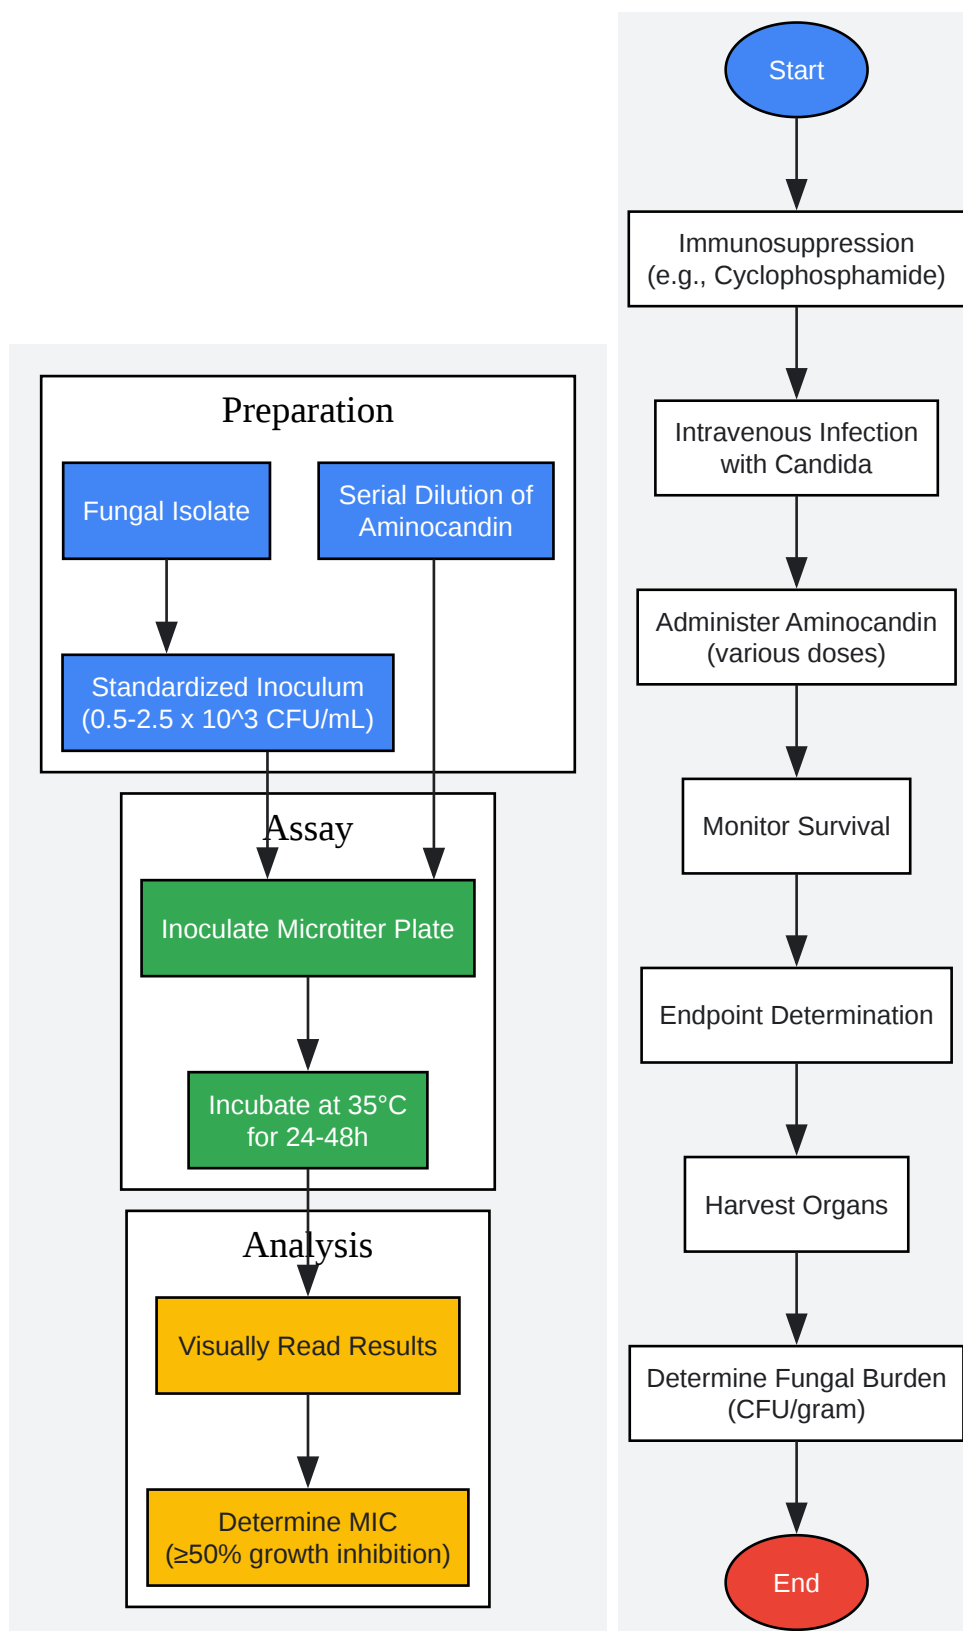 Preparation
Fungal Isolate
Serial Dilution of
Aminocandin
Standardized Inoculum
(0.5-2.5 x 10^3 CFU/mL)
Assay
Inoculate Microtiter Plate
Incubate at 35°C
for 24-48h
Analysis
Visually Read Results
Determine MIC
(≥50% growth inhibition)
Start
Immunosuppression
(e.g., Cyclophosphamide)
Intravenous Infection
with Candida
Administer Aminocandin
(various doses)
Monitor Survival
Endpoint Determination
Harvest Organs
Determine Fungal Burden
(CFU/gram)
End